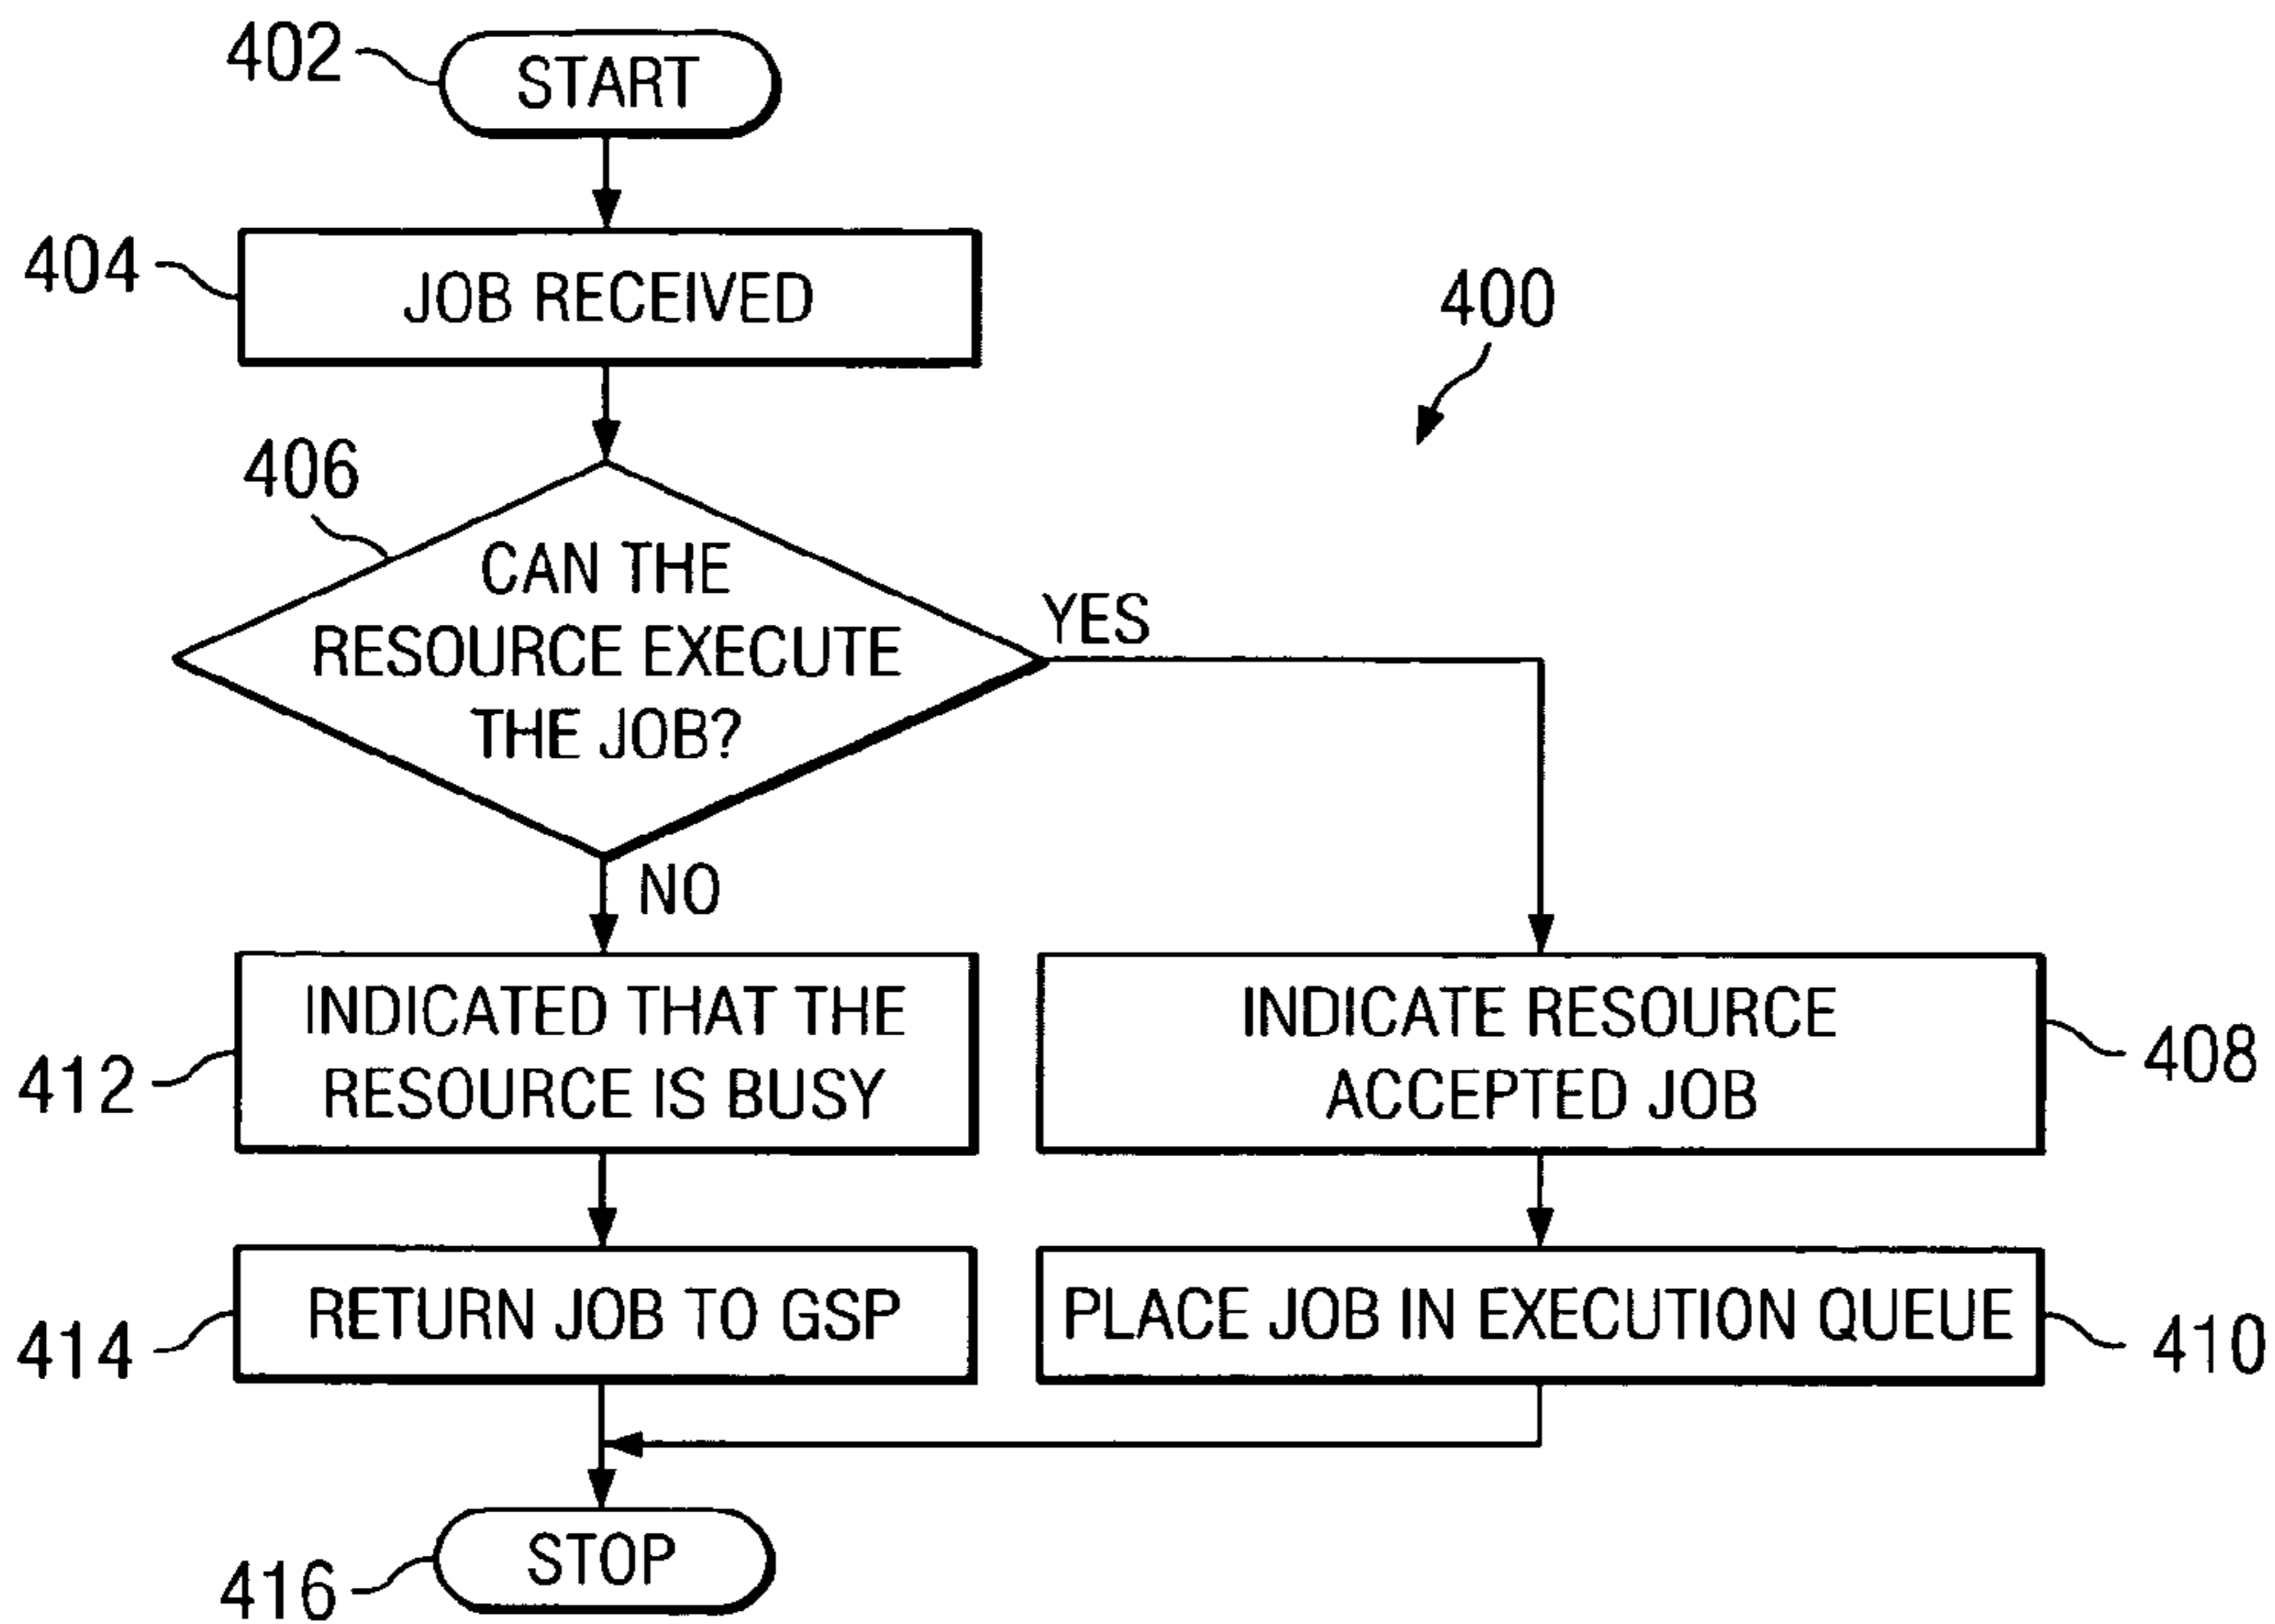 402
START
404
JOB RECEIVED
400
406
CAN THE
RESOURCE EXECUTE
THE JOB?
YES
NO
412
INDICATED THAT THE
RESOURCE IS BUSY
INDICATE RESOURCE
ACCEPTED JOB
408
414
RETURN JOB TO GSP
PLACE JOB IN EXECUTION QUEUE
410
416
STOP